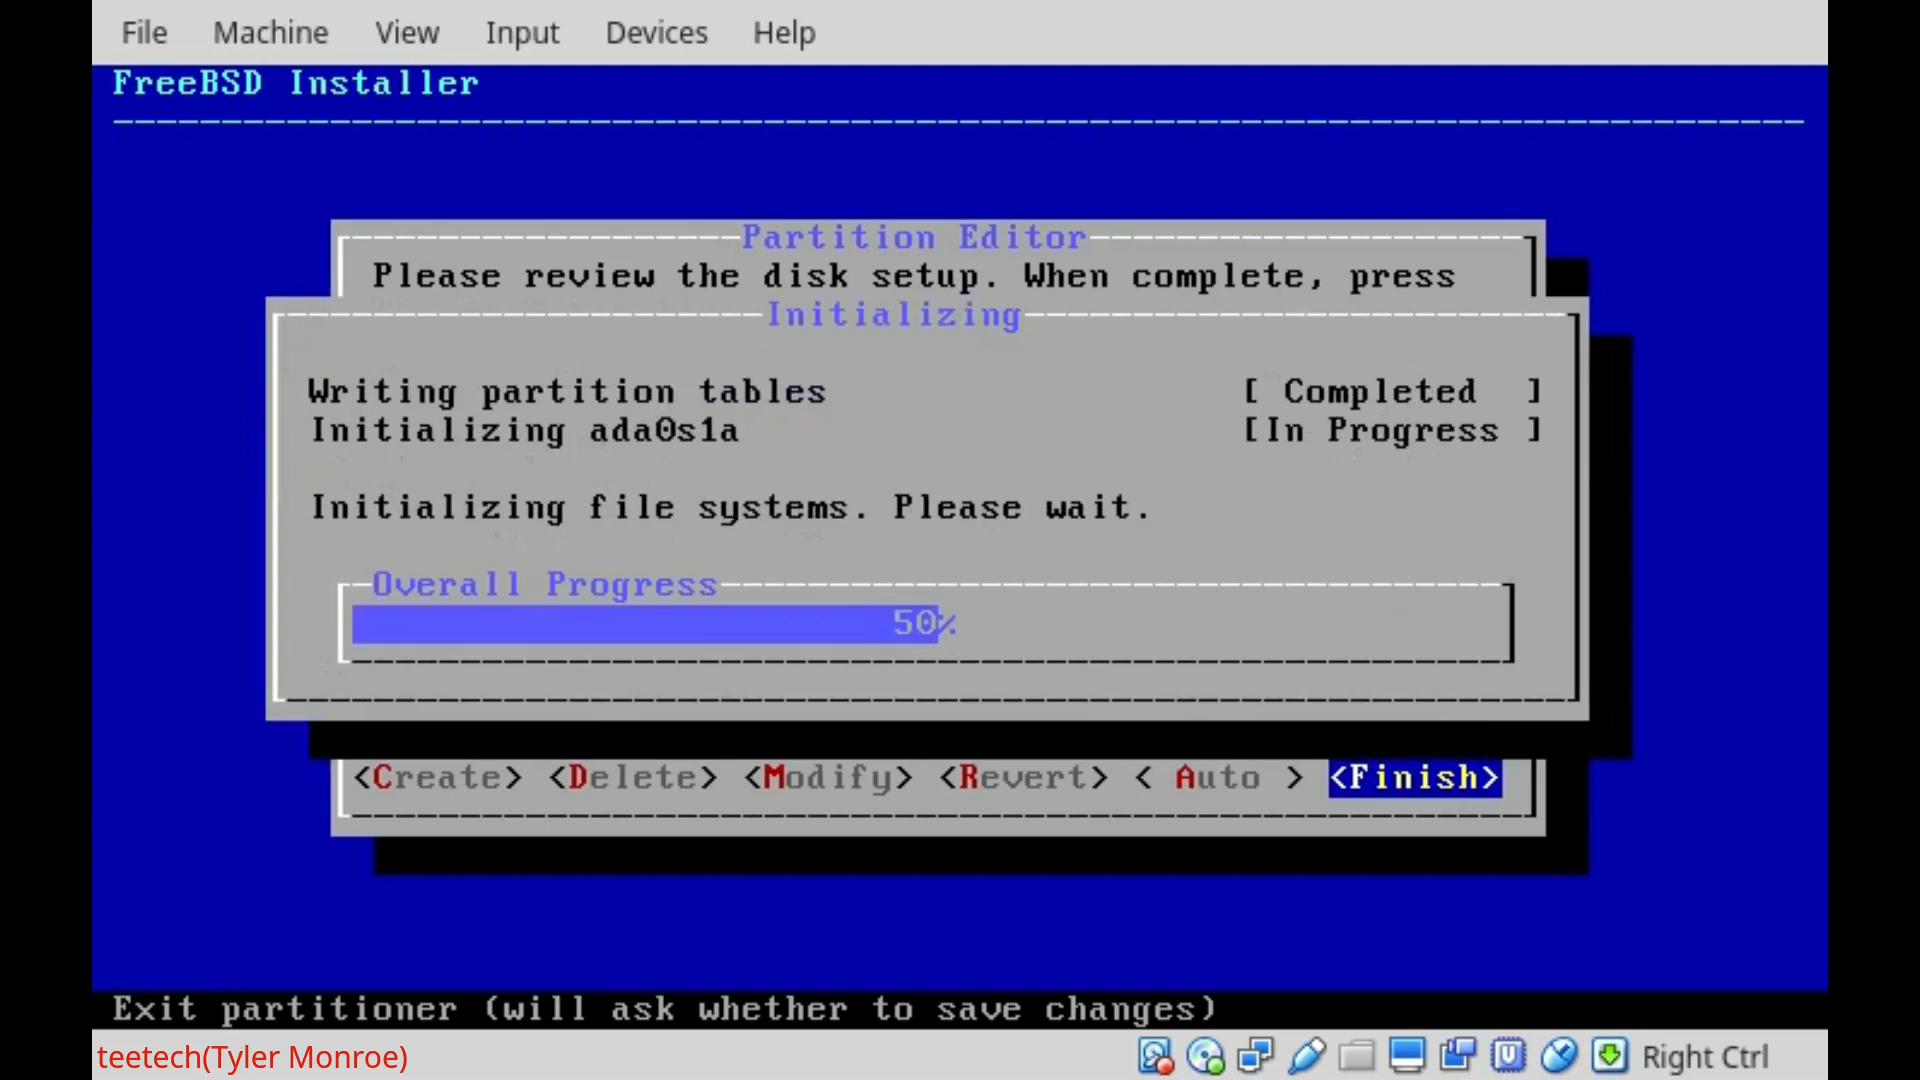 File Machine View Input Devices Help
FreeBSD Installer
Partition Editor
Please review the disk setup. When complete, press
Initializing
Writing partition tables [ Completed ]
Initializing ada0s1a [In Progress ]
Initializing file systems. Please wait.
Overall Progress
50%
<Create> <Delete> <Modify> <Revert> < Auto > <Finish>
Exit partitioner (will ask whether to save changes)
teetech(Tyler Monroe) Right Ctrl